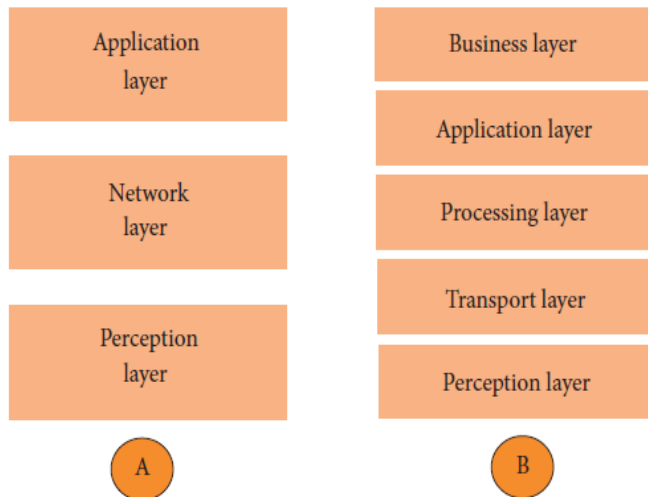 Application
layer
Network
layer
Perception
layer
A
Business layer
Application layer
Processing layer
Transport layer
Perception layer
B